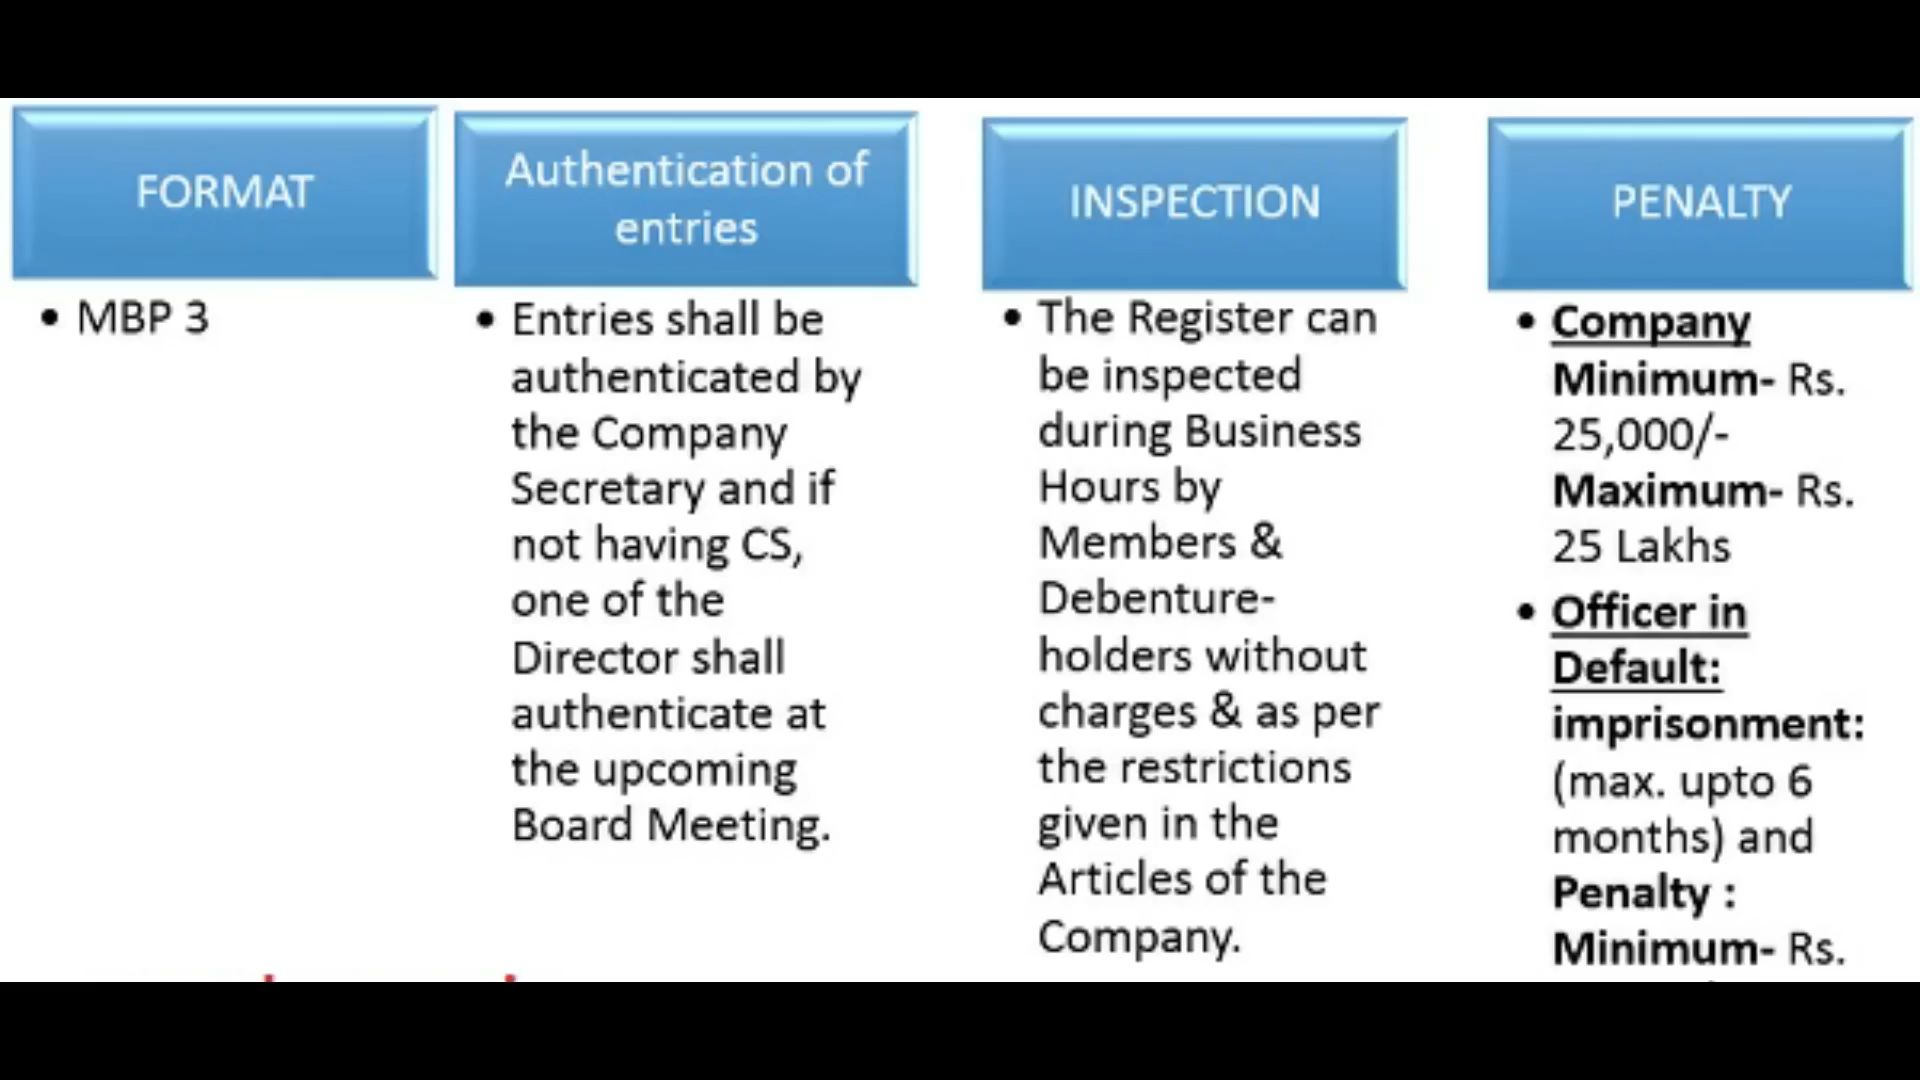 FORMAT
• MBP 3
Authentication of
entries
• Entries shall be
authenticated by
the Company
Secretary and if
not having CS,
one of the
Director shall
authenticate at
the upcoming
Board Meeting.
INSPECTION
• The Register can
be inspected
during Business
Hours by
Members &
Debenture-
holders without
charges & as per
the restrictions
given in the
Articles of the
Company.
PENALTY
• Company
Minimum- Rs.
25,000/-
Maximum- Rs.
25 Lakhs
• Officer in
Default:
imprisonment:
(max. upto 6
months) and
Penalty :
Minimum- Rs.